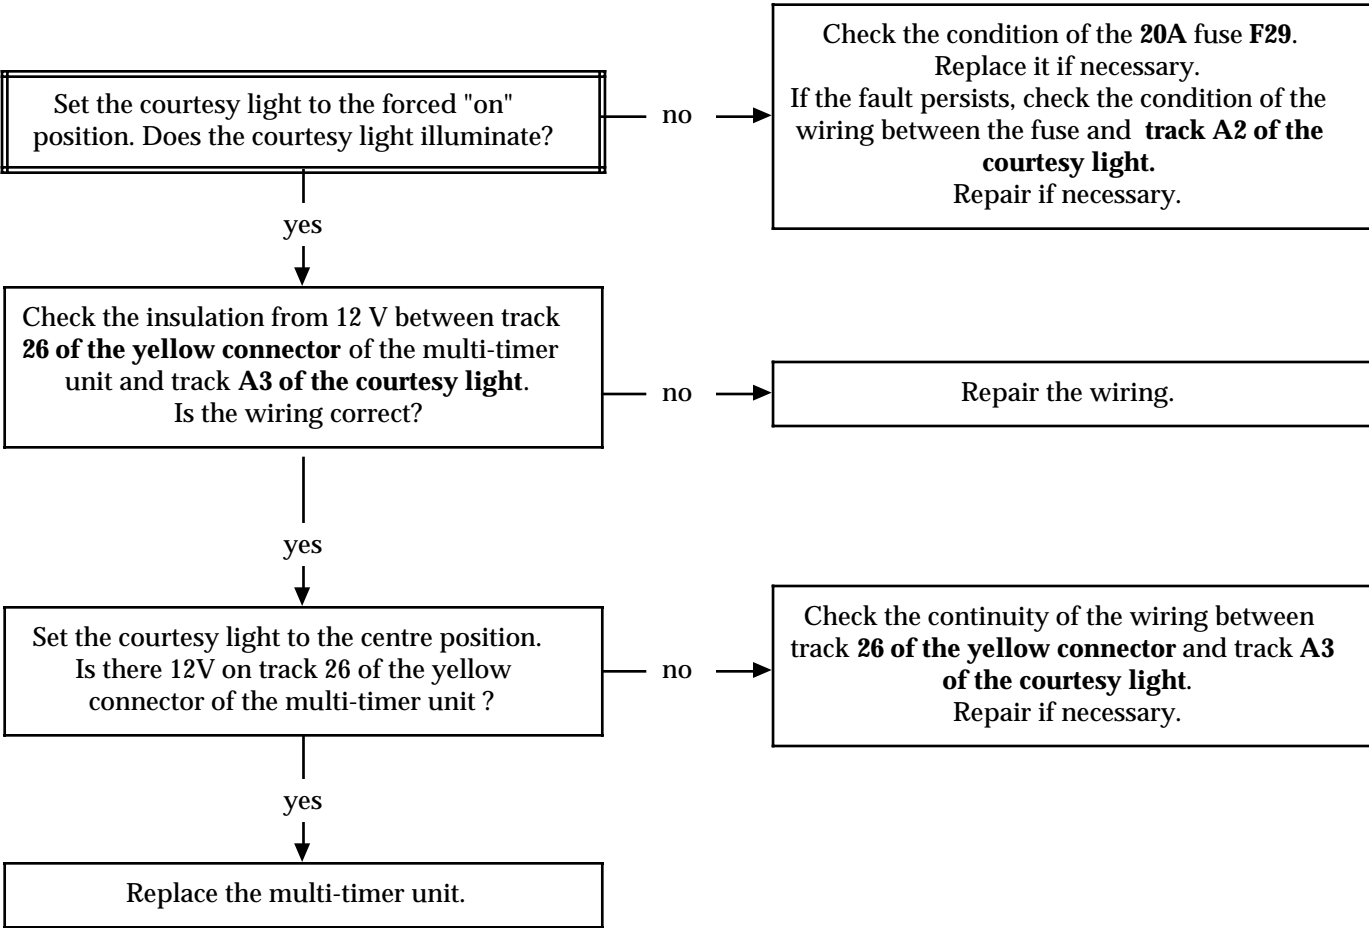 Set the courtesy light to the forced "on"
position. Does the courtesy light illuminate?
no
Check the condition of the 20A fuse F29.
Replace it if necessary.
If the fault persists, check the condition of the
wiring between the fuse and track A2 of the
courtesy light.
Repair if necessary.
yes
Check the insulation from 12 V between track
26 of the yellow connector of the multi-timer
unit and track A3 of the courtesy light.
Is the wiring correct?
no
Repair the wiring.
yes
Set the courtesy light to the centre position.
Is there 12V on track 26 of the yellow
connector of the multi-timer unit ?
no
Check the continuity of the wiring between
track 26 of the yellow connector and track A3
of the courtesy light.
Repair if necessary.
yes
Replace the multi-timer unit.